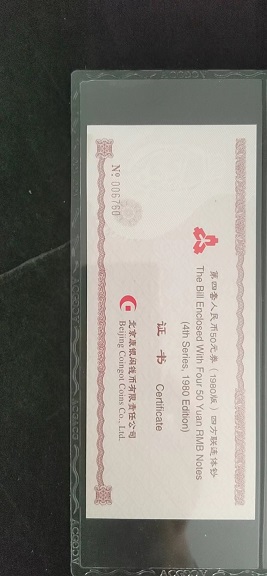 第四套人民币50元券(1980版)四方联连体钞
The Bill Enclosed With Four 50 Yuan RMB Notes
(4th Series, 1980 Edition)
证书 Certificate
北京康银阁钱币有限责任公司
Beijing Coingot Coins Co., Ltd.
Nº 006760